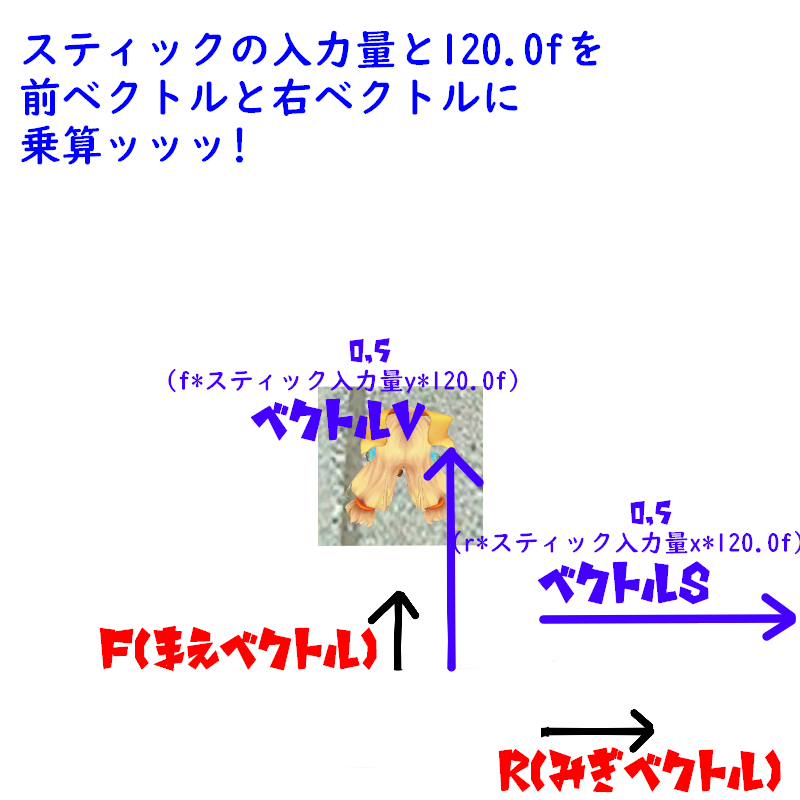 スティックの入力量と120.0fを
前ベクトルと右ベクトルに
乗算ッッッ!
0,5
(f*スティック入力量y*120.0f)
ベクトルV
0,5
(r*スティック入力量x*120.0f)
ベクトルS
F(まえベクトル)
R(みぎベクトル)